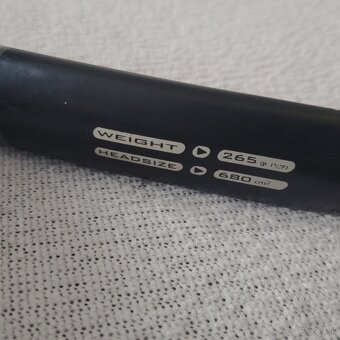 WEIGHT ▶ 265 gr
HEADSIZE ▶ 680 cm²